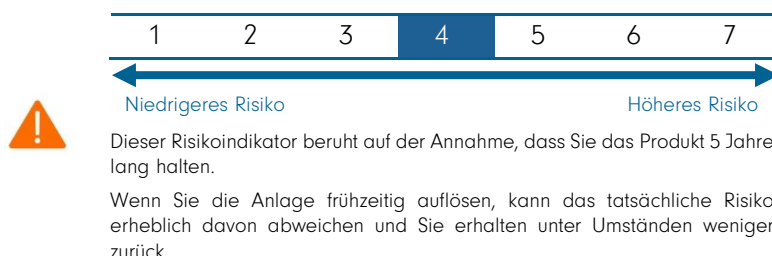 1 2 3 4 5 6 7
Niedrigeres Risiko Höheres Risiko
Dieser Risikoindikator beruht auf der Annahme, dass Sie das Produkt 5 Jahre
lang halten.
Wenn Sie die Anlage frühzeitig auflösen, kann das tatsächliche Risiko
erheblich davon abweichen und Sie erhalten unter Umständen weniger
zurück